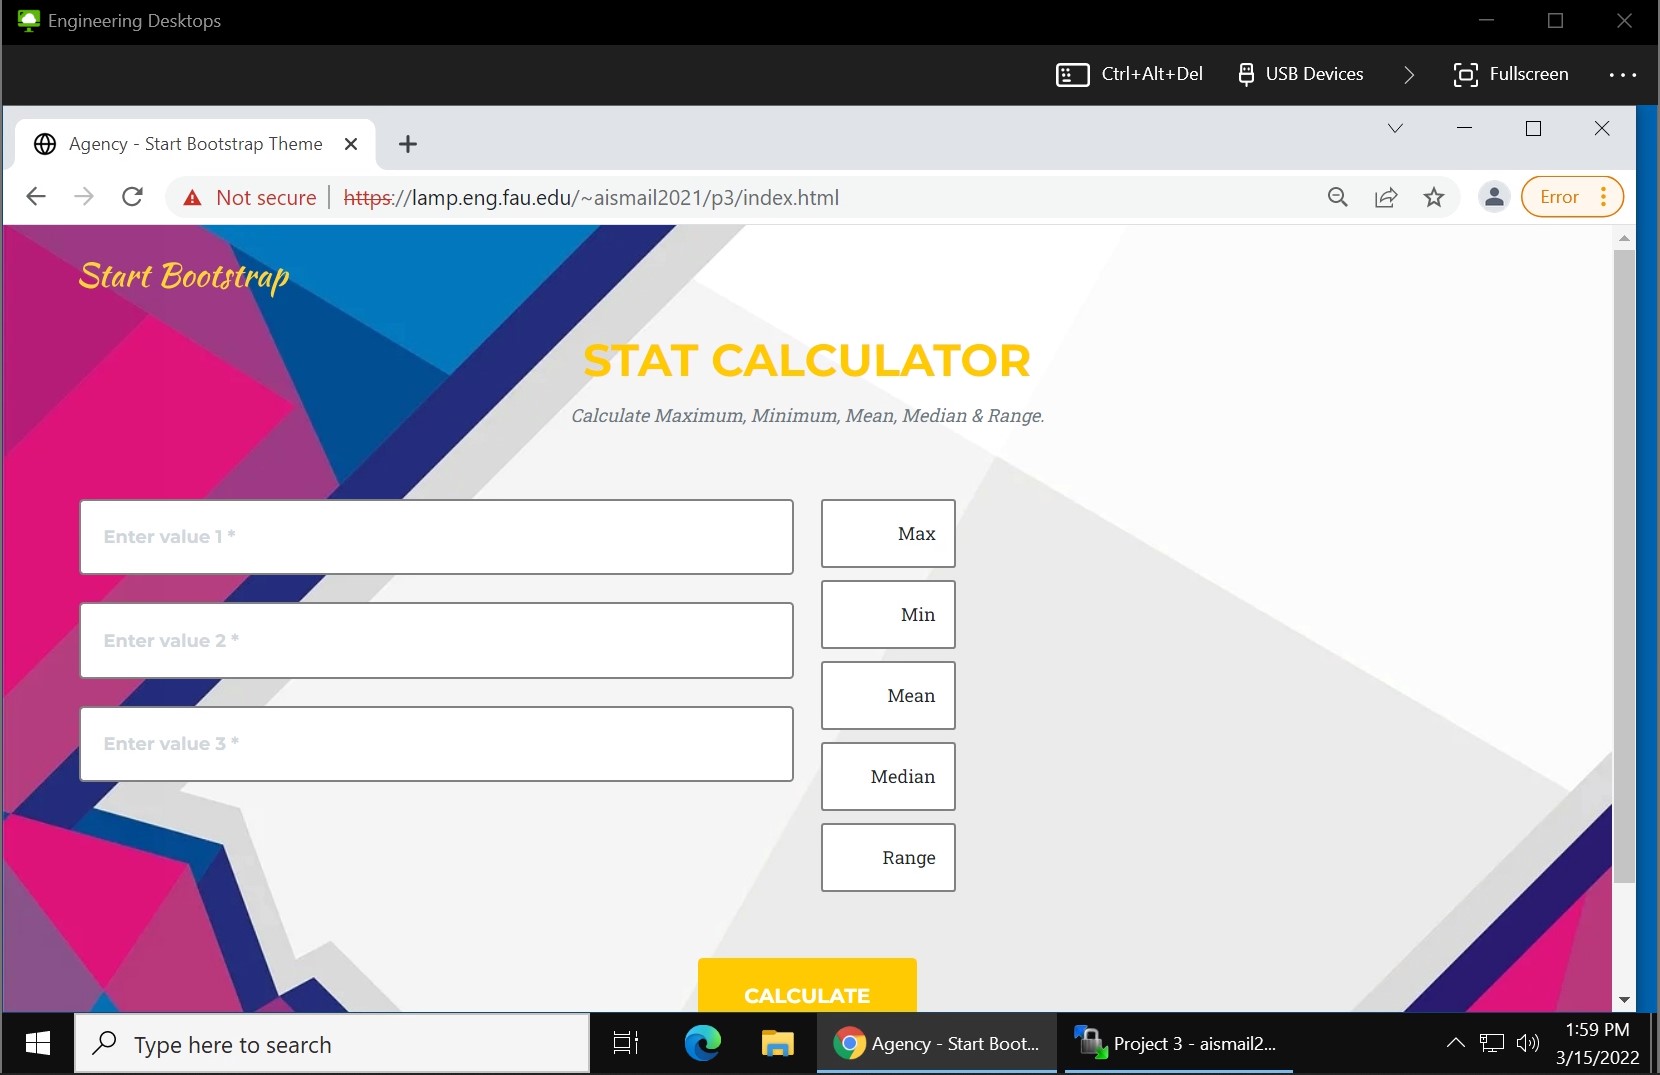 Engineering Desktops
Ctrl+Alt+Del USB Devices Fullscreen
Agency - Start Bootstrap Theme
Not secure https://lamp.eng.fau.edu/~aismail2021/p3/index.html Error
Start Bootstrap
STAT CALCULATOR
Calculate Maximum, Minimum, Mean, Median & Range.
Enter value 1 *
Enter value 2 *
Enter value 3 *
Max
Min
Mean
Median
Range
CALCULATE
Type here to search
Agency - Start Boot...
Project 3 - aismail2...
1:59 PM
3/15/2022